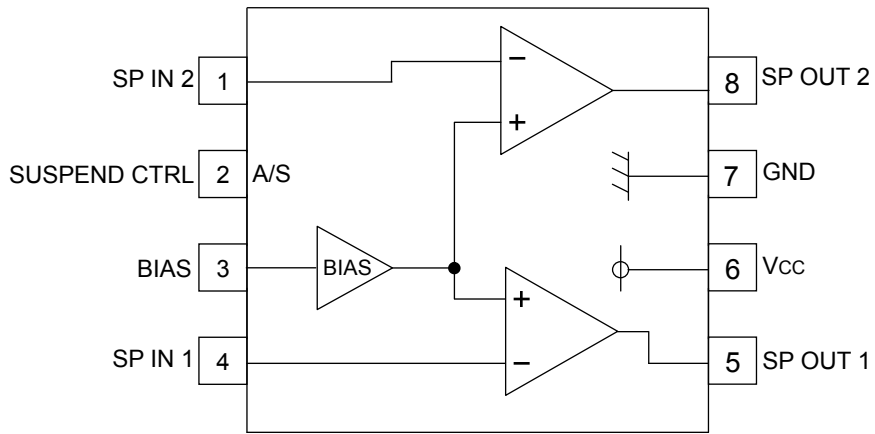 SP IN 2 1
8 SP OUT 2
−
+
SUSPEND CTRL 2 A/S
7 GND
BIAS 3 BIAS
6 VCC
+
−
SP IN 1 4
5 SP OUT 1